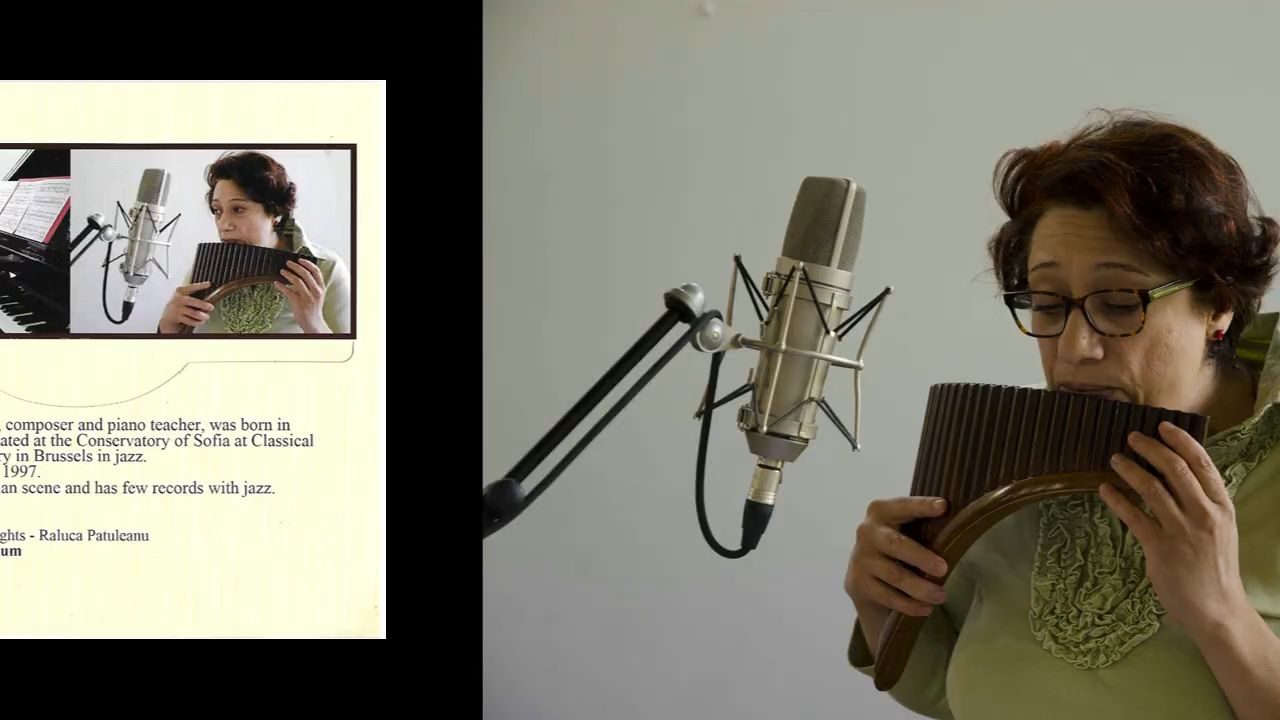 , composer and piano teacher, was born in
ated at the Conservatory of Sofia at Classical
ry in Brussels in jazz.
1997.
an scene and has few records with jazz.
ghts - Raluca Patuleanu
um